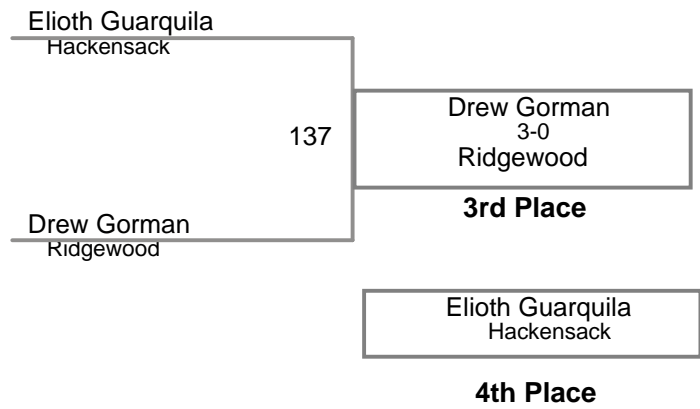 Elioth Guarquila
Hackensack
137
Drew Gorman
3-0
Ridgewood
3rd Place
Drew Gorman
Ridgewood
Elioth Guarquila
Hackensack
4th Place